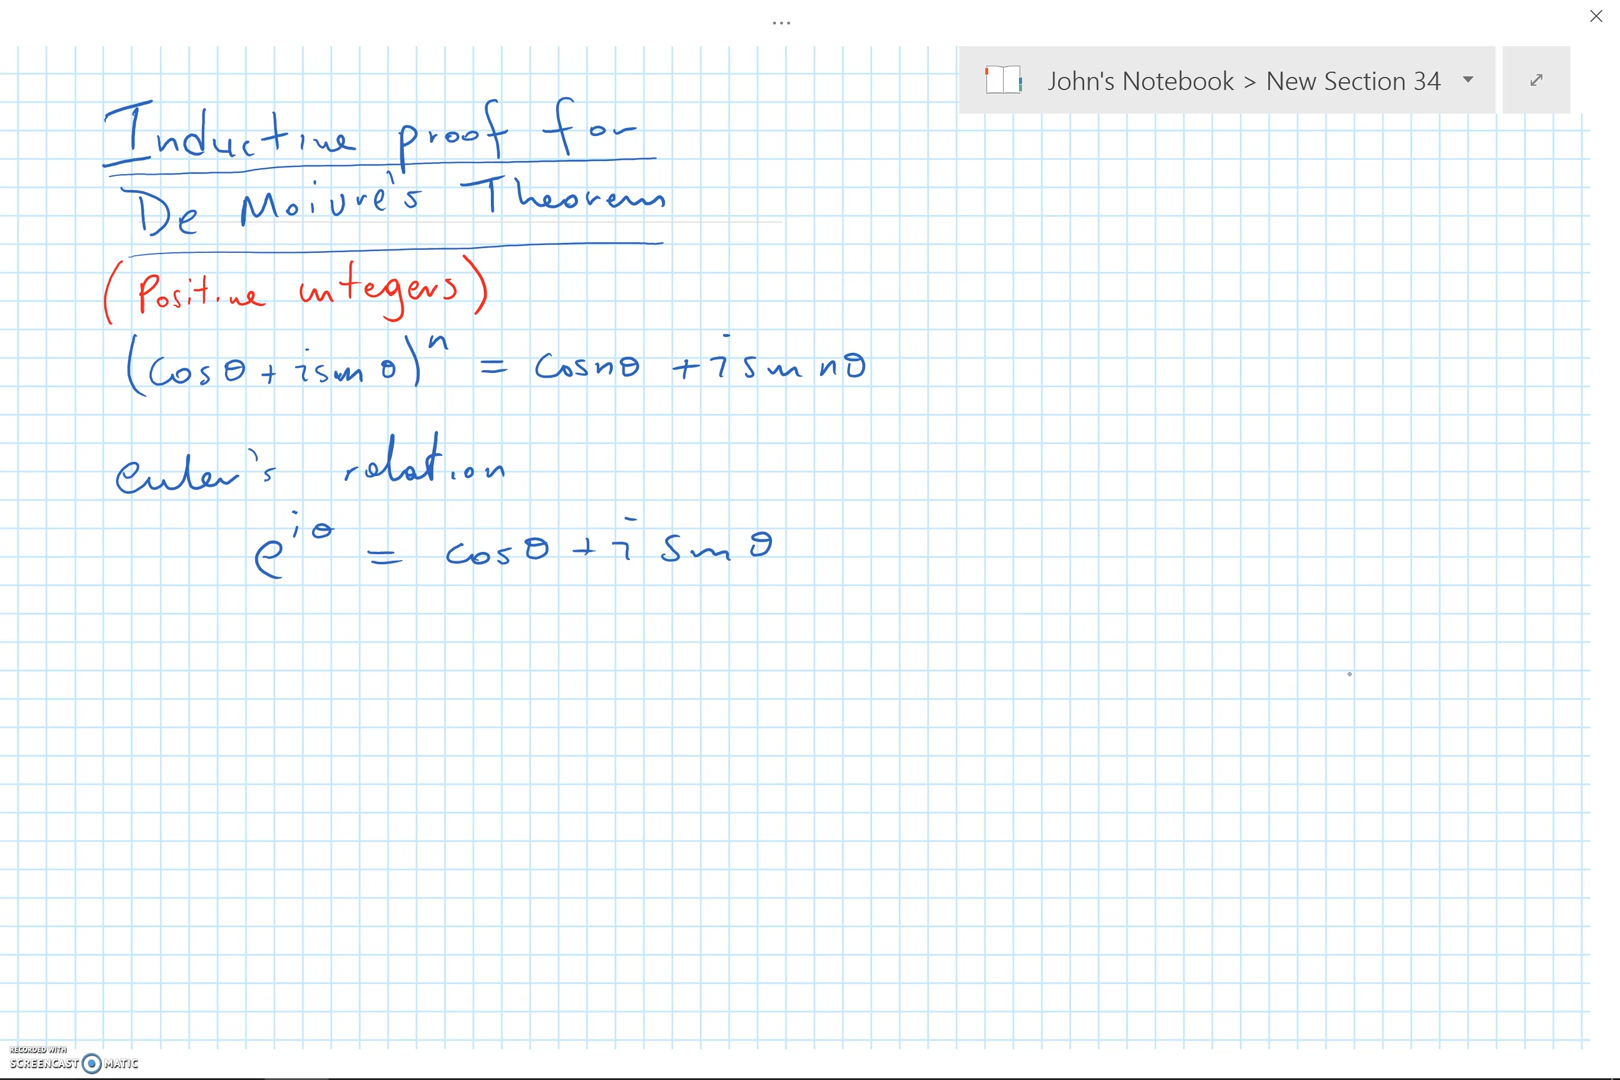 ...
John's Notebook > New Section 34
Inductive proof for
De Moivre's Theorem
(Positive integers)
(cosθ + i sin θ)ⁿ = cos nθ + i sin nθ
euler's relation
e^{iθ} = cosθ + i sin θ
RECORDED WITH
SCREENCAST MATIC